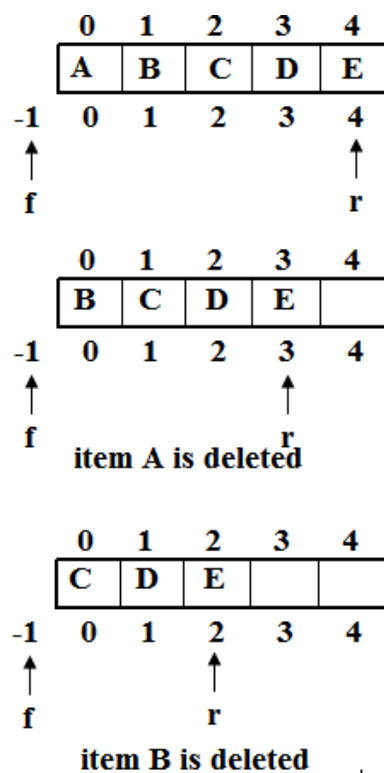 0 1 2 3 4
A B C D E
-1 0 1 2 3 4
f r
0 1 2 3 4
B C D E
-1 0 1 2 3 4
f r
item A is deleted
0 1 2 3 4
C D E
-1 0 1 2 3 4
f r
item B is deleted